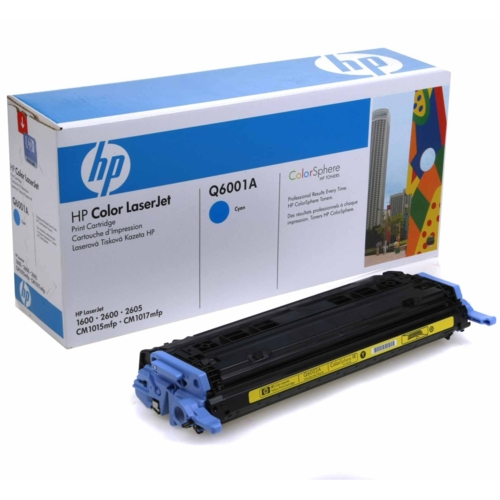 hp
hp
Q6001A
HP Color LaserJet
Print Cartridge
Cartouche d'Impression
Laserová Tisková Kazeta HP
Cyan
ColorSphere
HP TONERS
Professional Results Every Time.
HP ColorSphere Toners.
Des résultats professionnels à chaque
impression. Toners HP ColorSphere.
HP LaserJet
1600 • 2600 • 2605
CM1015mfp • CM1017mfp
Q6001A